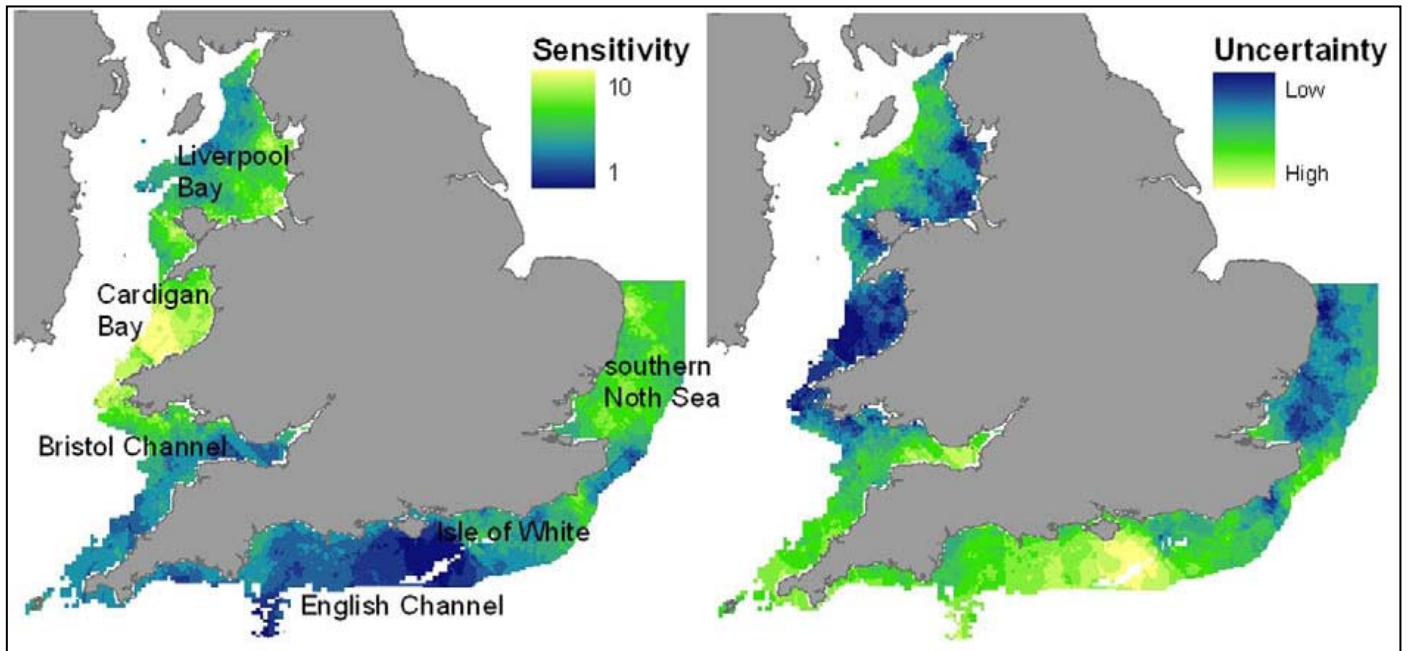 Sensitivity
10
1
Liverpool
Bay
Cardigan
Bay
southern
Noth Sea
Bristol Channel
Isle of White
English Channel
Uncertainty
Low
High